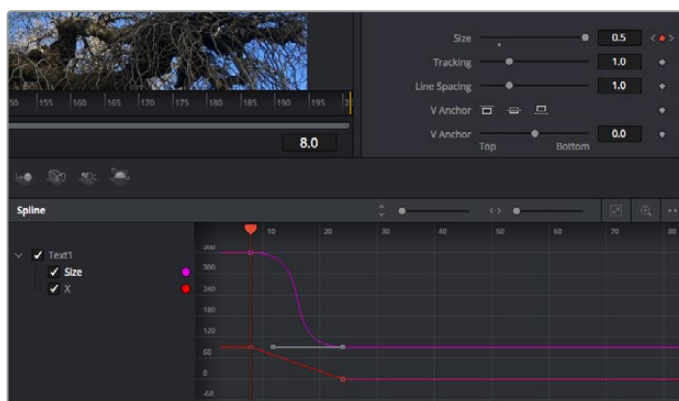 Size 0.5
Tracking 1.0
Line Spacing 1.0
V Anchor
V Anchor 0.0
Top Bottom
50 155 160 165 170 175 180 185 190 195
8.0
Spline
10 20 30 40 50 60 70 80
Text1
Size
X
360
300
240
180
120
60
0
-60